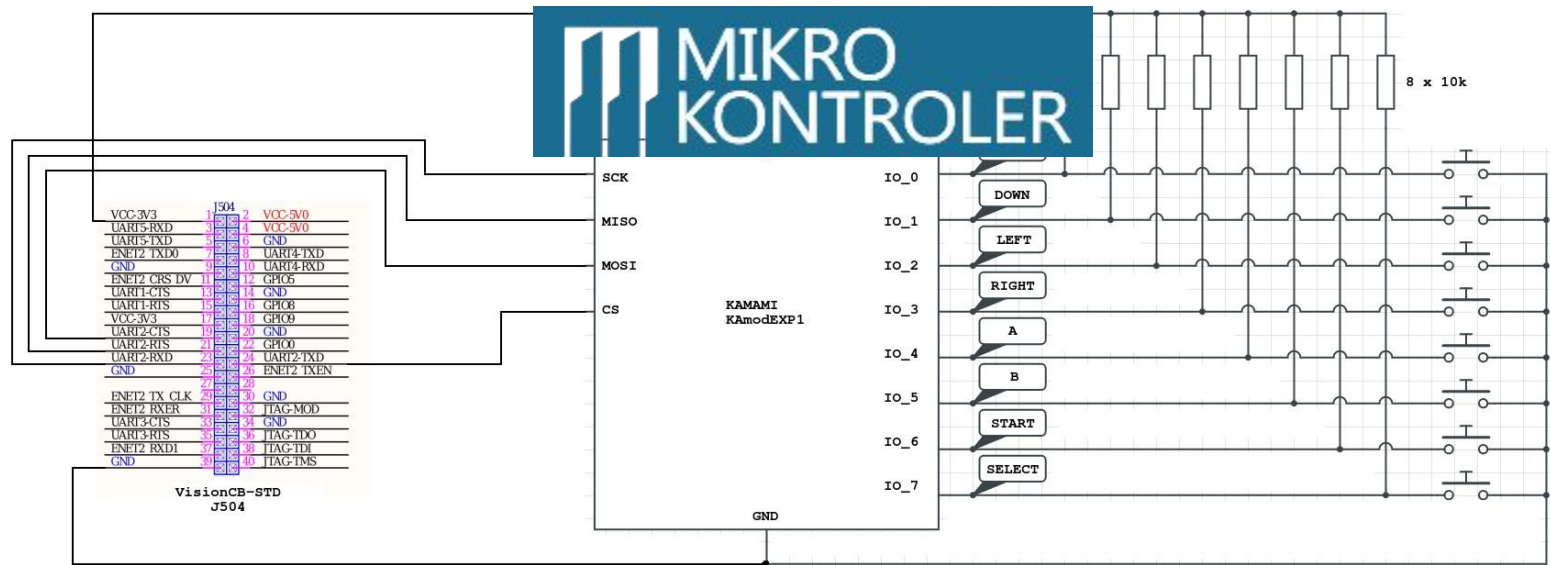 MIKRO
KONTROLER
8 x 10k
SCK
MISO
MOSI
CS
KAMAMI
KAmodEXP1
GND
IO_0
IO_1
IO_2
IO_3
IO_4
IO_5
IO_6
IO_7
DOWN
LEFT
RIGHT
A
B
START
SELECT
J504
VCC-3V3 1 2 VCC-5V0
UART5-RXD 3 4 VCC-5V0
UART5-TXD 5 6 GND
ENET2 TXD0 7 8 UART4-TXD
GND 9 10 UART4-RXD
ENET2 CRS DV 11 12 GPIO5
UART1-CTS 13 14 GND
UART1-RTS 15 16 GPIO8
VCC-3V3 17 18 GPIO9
UART2-CTS 19 20 GND
UART2-RTS 21 22 GPIO0
UART2-RXD 23 24 UART2-TXD
GND 25 26 ENET2 TXEN
27 28
ENET2 TX CLK 29 30 GND
ENET2 RXER 31 32 JTAG-MOD
UART3-CTS 33 34 GND
UART3-RTS 35 36 JTAG-TDO
ENET2 RXD1 37 38 JTAG-TDI
GND 39 40 JTAG-TMS
VisionCB-STD
J504